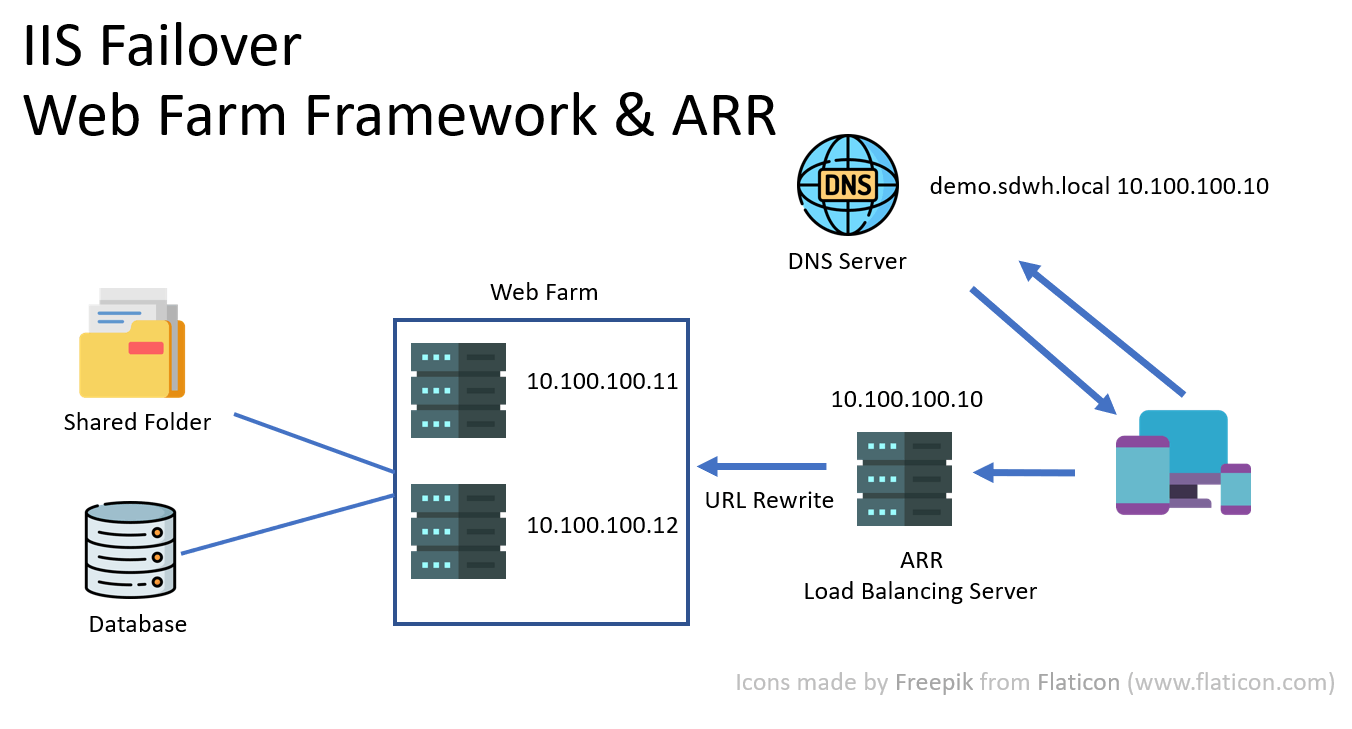 IIS Failover
Web Farm Framework & ARR
DNS
demo.sdwh.local 10.100.100.10
DNS Server
Web Farm
10.100.100.11
Shared Folder
10.100.100.10
URL Rewrite
10.100.100.12
ARR
Load Balancing Server
Database
Icons made by Freepik from Flaticon (www.flaticon.com)